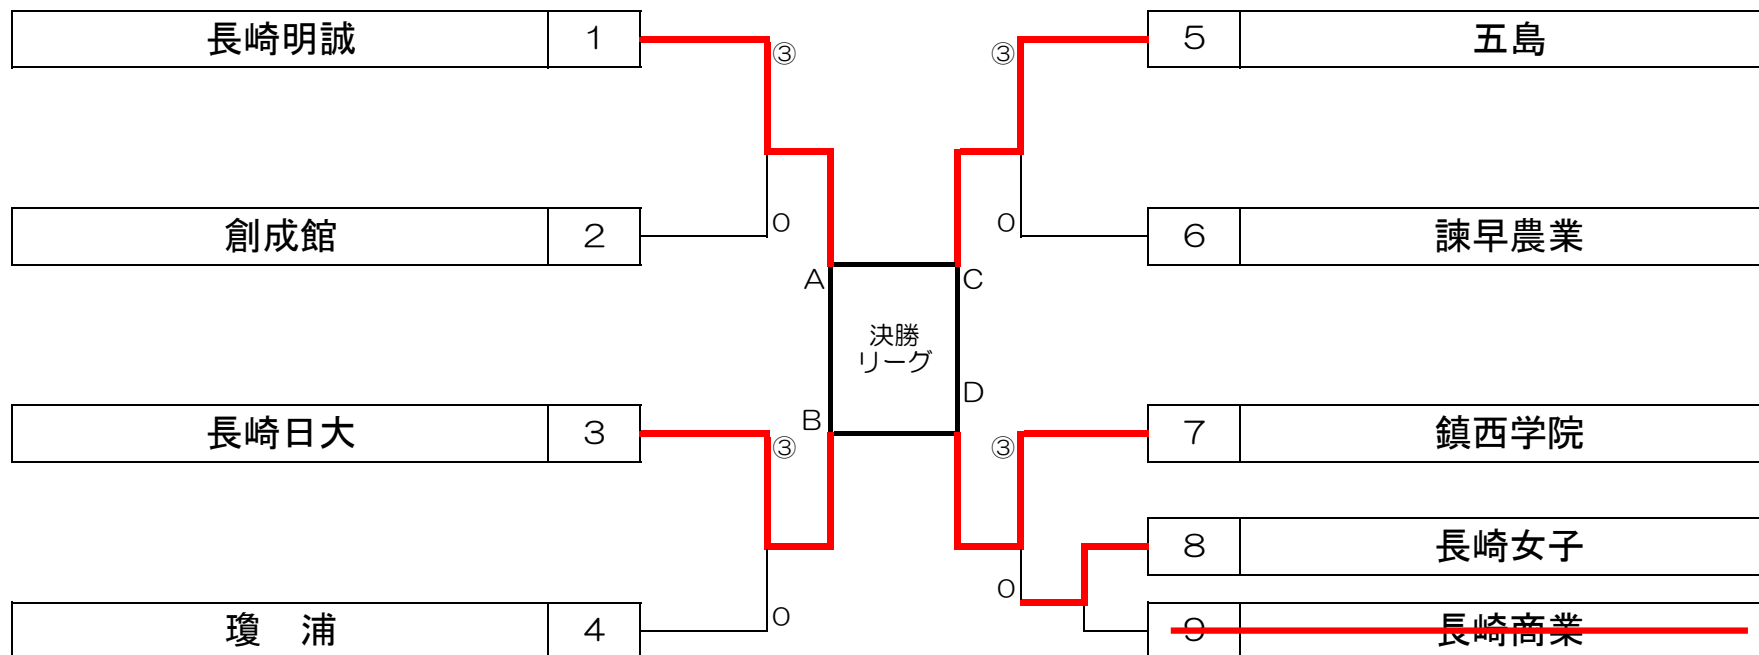 長崎明誠 1 ③ ③ 5 五島
創成館 2 0 0 6 諫早農業
A C
決勝
リーグ
D
B
長崎日大 3 ③ ③ 7 鎮西学院
8 長崎女子
0
瓊 浦 4 0 9 長崎商業